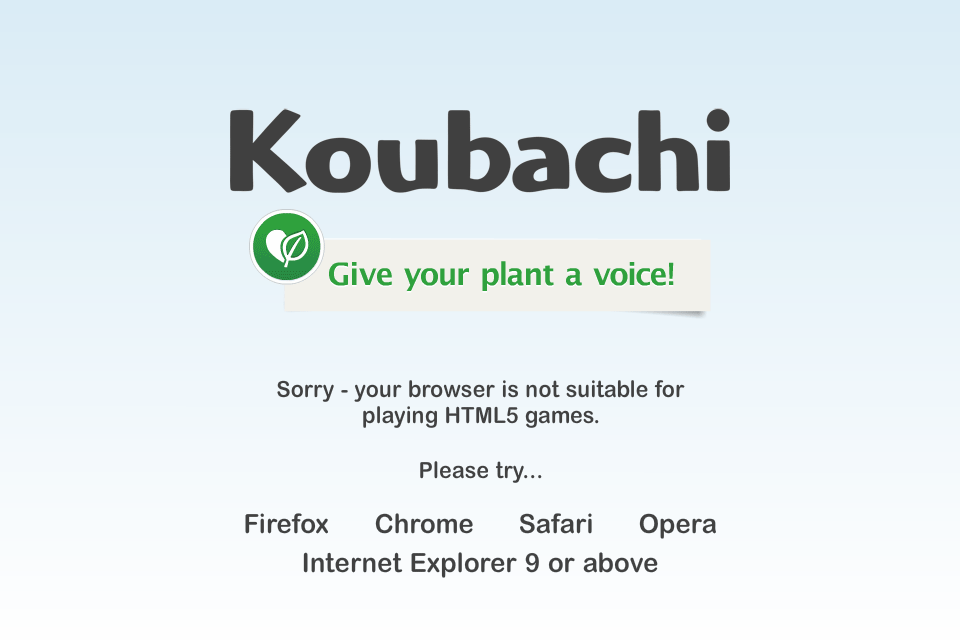 Koubachi
Give your plant a voice!
Sorry - your browser is not suitable for
playing HTML5 games.
Please try...
Firefox Chrome Safari Opera
Internet Explorer 9 or above